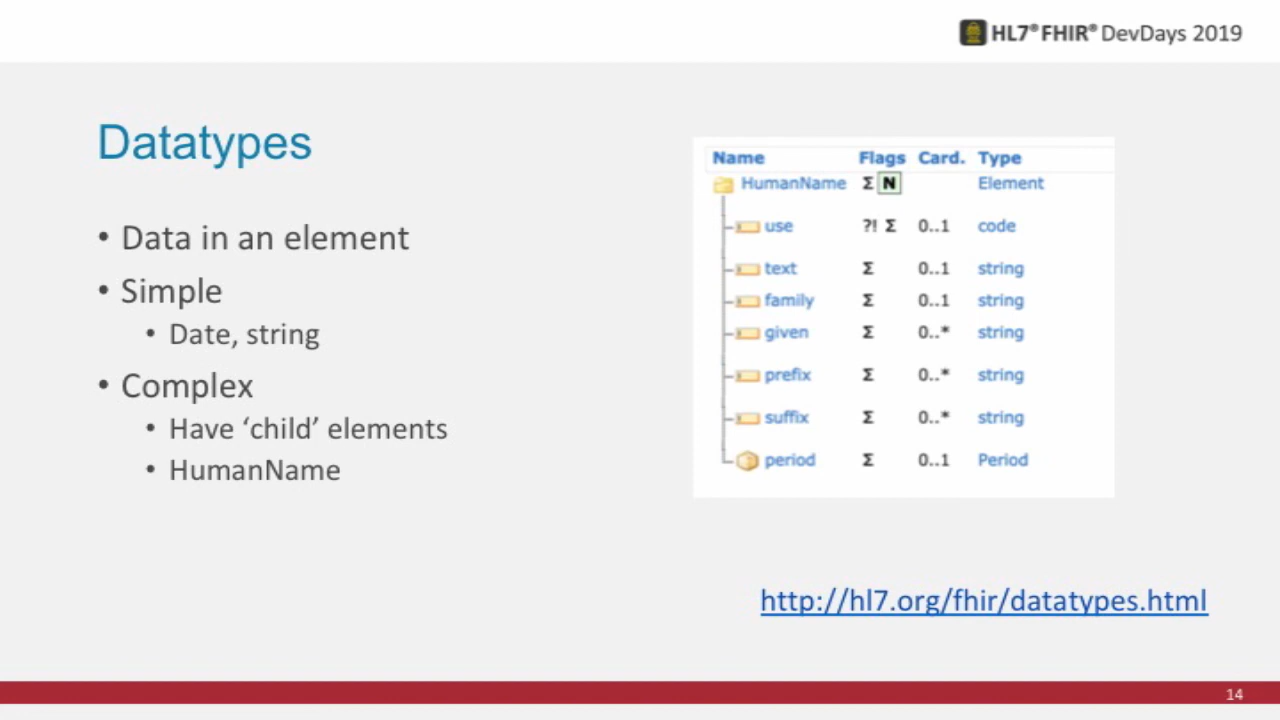 HL7® FHIR® DevDays 2019
Datatypes
• Data in an element
• Simple
• Date, string
• Complex
• Have ‘child’ elements
• HumanName
Name Flags Card. Type
HumanName Σ N Element
use ?! Σ 0..1 code
text Σ 0..1 string
family Σ 0..1 string
given Σ 0..* string
prefix Σ 0..* string
suffix Σ 0..* string
period Σ 0..1 Period
http://hl7.org/fhir/datatypes.html
14